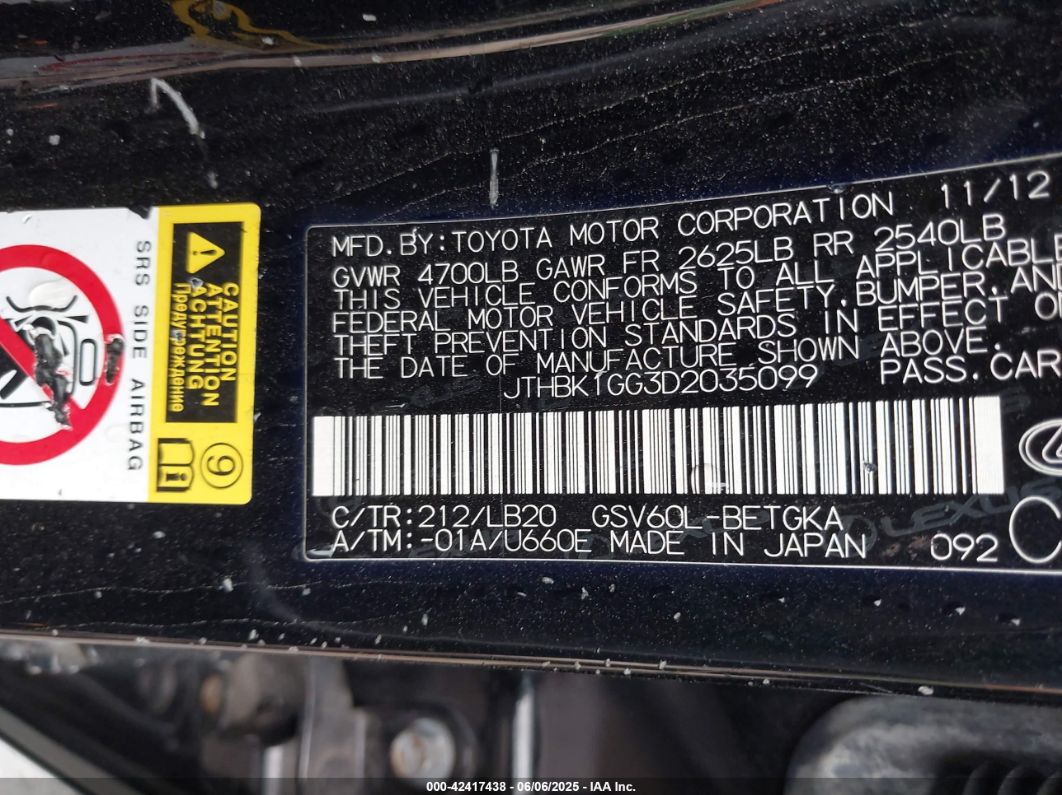 MFD.BY:TOYOTA MOTOR CORPORATION 11/12
GVWR 4700LB GAWR FR 2625LB RR 2540LB
THIS VEHICLE CONFORMS TO ALL APPLICABLE
FEDERAL MOTOR VEHICLE SAFETY.BUMPER.AND
THEFT PREVENTION STANDARDS IN EFFECT O
THE DATE OF MANUFACTURE SHOWN ABOVE.
JTHBK1GG3D2035099 PASS.CAR
C/TR:212/LB20 GSV60L-BETGKA
A/TM:-01A/U660E MADE IN JAPAN 092
LEXUS
SRS SIDE AIRBAG
CAUTION
ATTENTION
ACHTUNG
Предупреждение
9
000-42417438 - 06/06/2025 - IAA Inc.